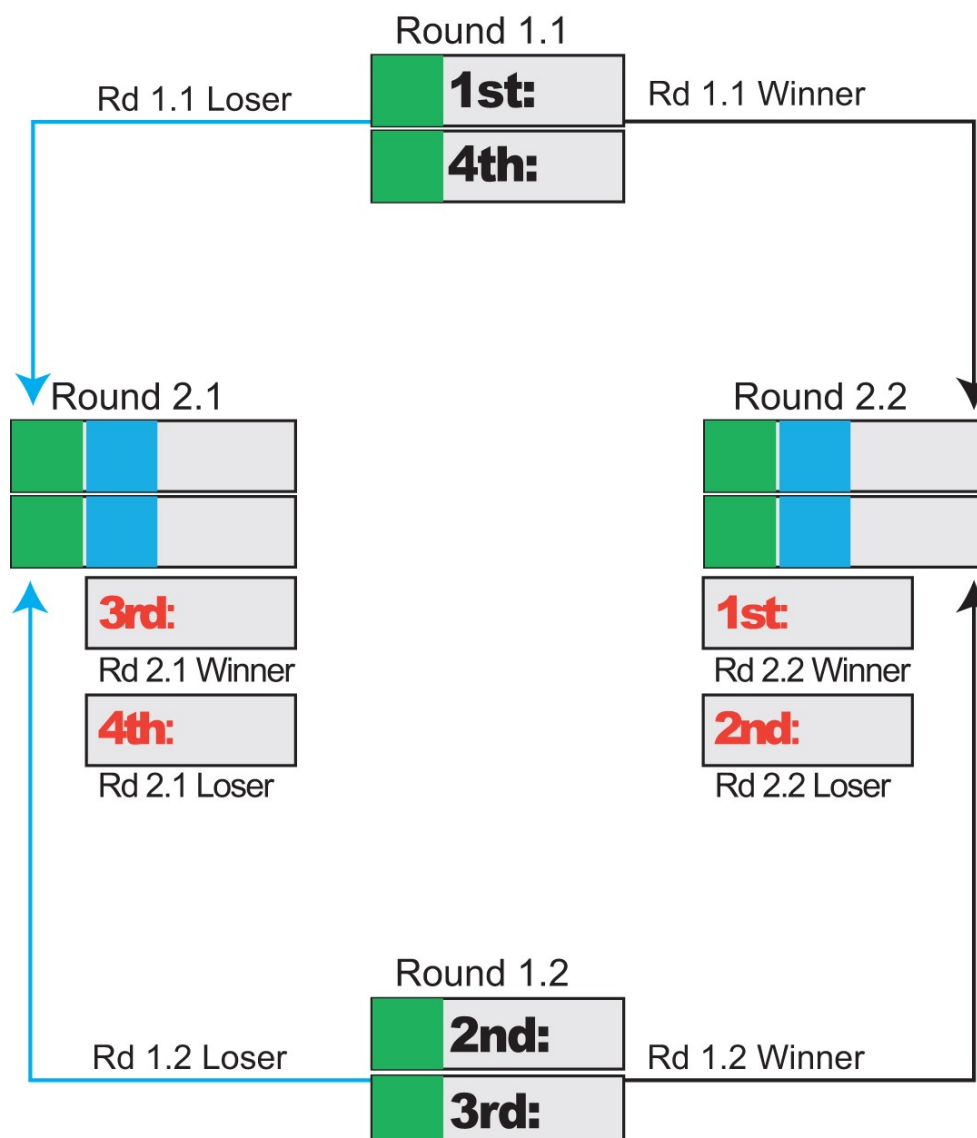 Round 1.1
Rd 1.1 Loser
1st:
Rd 1.1 Winner
4th:
Round 2.1
Round 2.2
3rd:
Rd 2.1 Winner
4th:
Rd 2.1 Loser
1st:
Rd 2.2 Winner
2nd:
Rd 2.2 Loser
Round 1.2
2nd:
Rd 1.2 Loser
Rd 1.2 Winner
3rd: